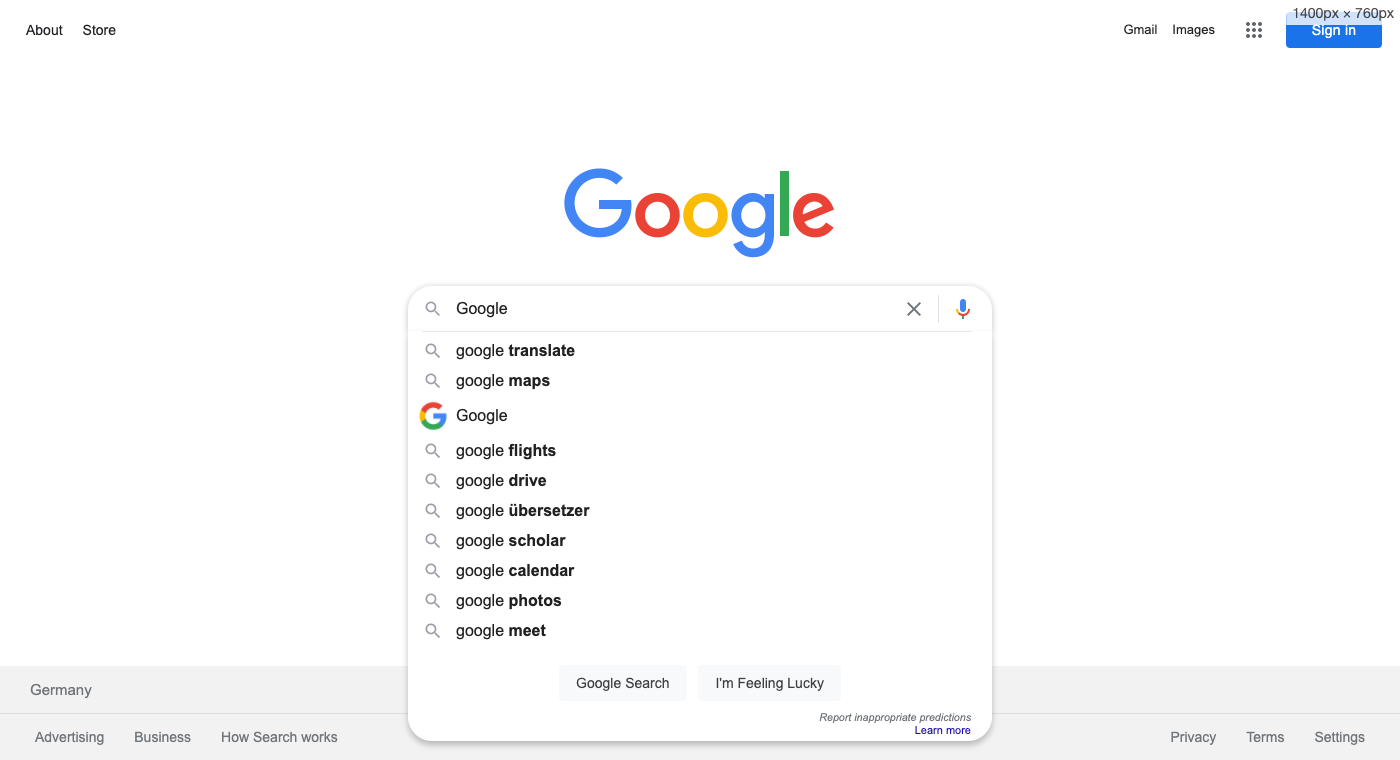 About Store Gmail Images Sign in
1400px × 760px
Google
Google
google translate
google maps
Google
google flights
google drive
google übersetzer
google scholar
google calendar
google photos
google meet
Google Search I'm Feeling Lucky
Report inappropriate predictions
Learn more
Germany
Advertising Business How Search works Privacy Terms Settings